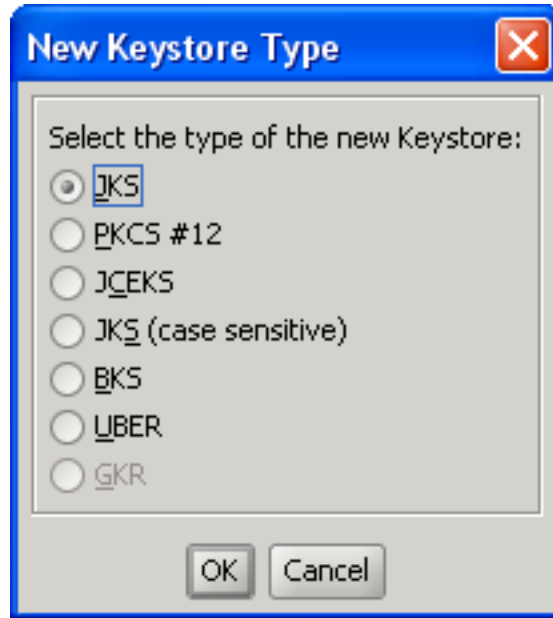 New Keystore Type
Select the type of the new Keystore:
JKS
PKCS #12
JCEKS
JKS (case sensitive)
BKS
UBER
GKR
OK Cancel